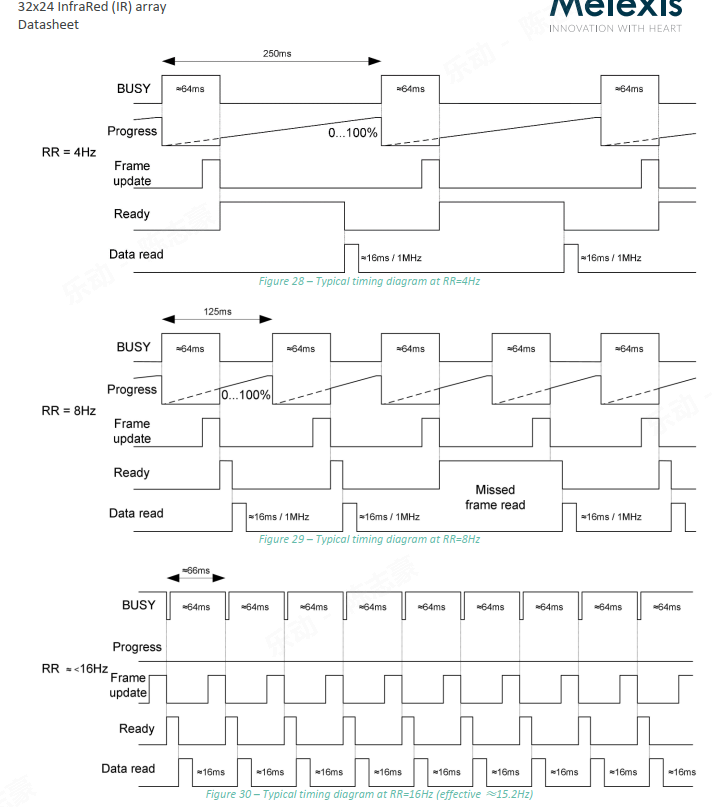 32x24 InfraRed (IR) array
Datasheet
Melexis
INNOVATION WITH HEART
250ms
BUSY ≈64ms ≈64ms ≈64ms
Progress 0...100%
RR = 4Hz
Frame
update
Ready
Data read ≈16ms / 1MHz ≈16ms / 1MHz
Figure 28 – Typical timing diagram at RR=4Hz
125ms
BUSY ≈64ms ≈64ms ≈64ms ≈64ms ≈64ms
Progress 0...100%
RR = 8Hz
Frame
update
Ready
Missed
frame read
Data read ≈16ms / 1MHz ≈16ms / 1MHz ≈16ms / 1MHz
Figure 29 – Typical timing diagram at RR=8Hz
≈66ms
BUSY ≈64ms ≈64ms ≈64ms ≈64ms ≈64ms ≈64ms ≈64ms ≈64ms ≈64ms
Progress
RR ≈<16Hz
Frame
update
Ready
Data read ≈16ms ≈16ms ≈16ms ≈16ms ≈16ms ≈16ms ≈16ms ≈16ms ≈16ms
Figure 30 – Typical timing diagram at RR=16Hz (effective ≈15.2Hz)